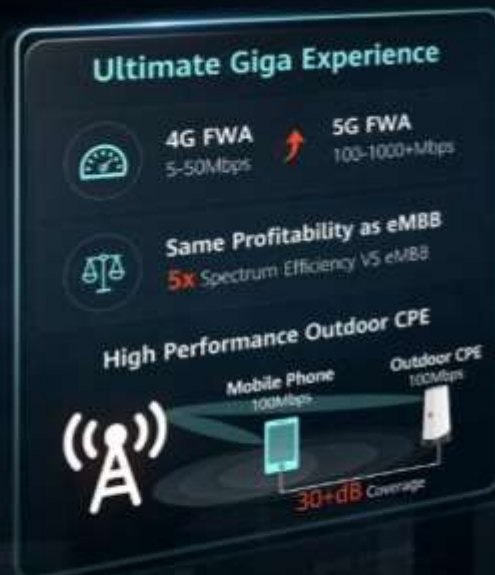 Ultimate Giga Experience
4G FWA
5-50Mbps
5G FWA
100-1000+Mbps
Same Profitability as eMBB
5x Spectrum Efficiency VS eMBB
High Performance Outdoor CPE
Mobile Phone
100Mbps
Outdoor CPE
100Mbps
30+dB Coverage